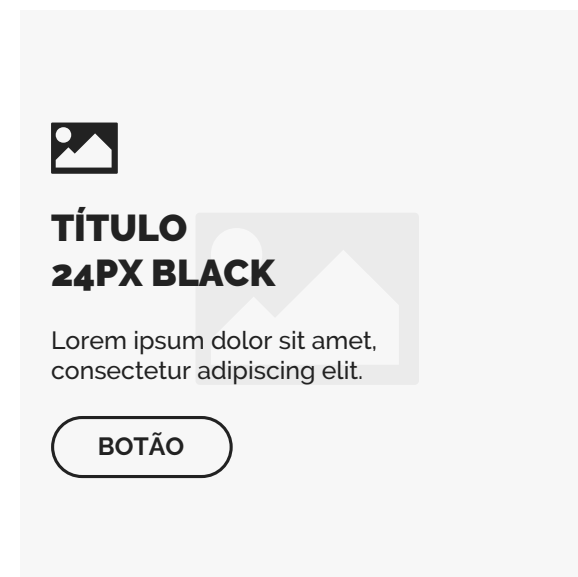 TÍTULO
24PX BLACK
Lorem ipsum dolor sit amet,
consectetur adipiscing elit.
BOTÃO